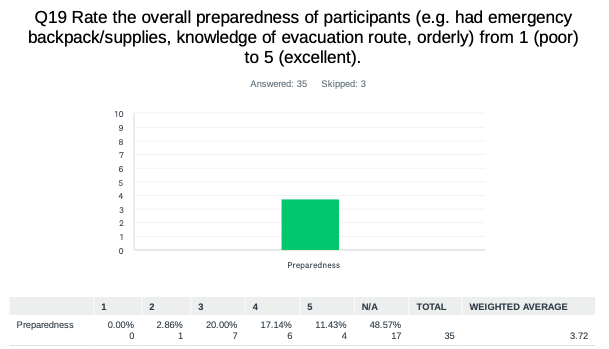 Q19 Rate the overall preparedness of participants (e.g. had emergency
backpack/supplies, knowledge of evacuation route, orderly) from 1 (poor)
to 5 (excellent).
Answered: 35 Skipped: 3
10
9
8
7
6
5
4
3
2
1
0
Preparedness
1 2 3 4 5 N/A TOTAL WEIGHTED AVERAGE
Preparedness 0.00% 2.86% 20.00% 17.14% 11.43% 48.57%
0 1 7 6 4 17 35 3.72